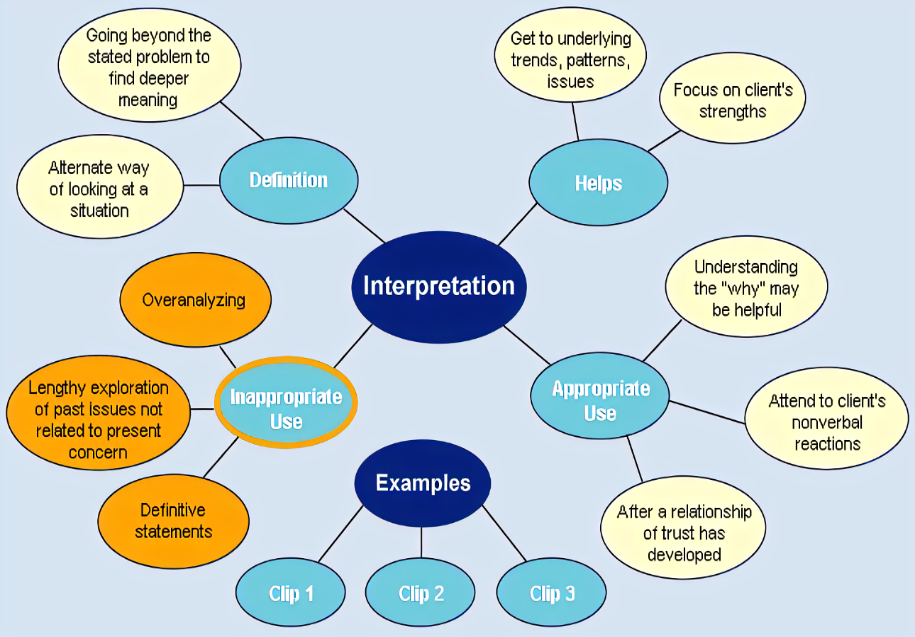 Going beyond the
stated problem to
find deeper
meaning
Alternate way
of looking at a
situation
Definition
Get to underlying
trends, patterns,
issues
Focus on client's
strengths
Helps
Interpretation
Overanalyzing
Lengthy exploration
of past issues not
related to present
concern
Definitive
statements
Inappropriate
Use
Understanding
the "why" may
be helpful
Attend to client's
nonverbal
reactions
After a relationship
of trust has
developed
Appropriate
Use
Examples
Clip 1
Clip 2
Clip 3